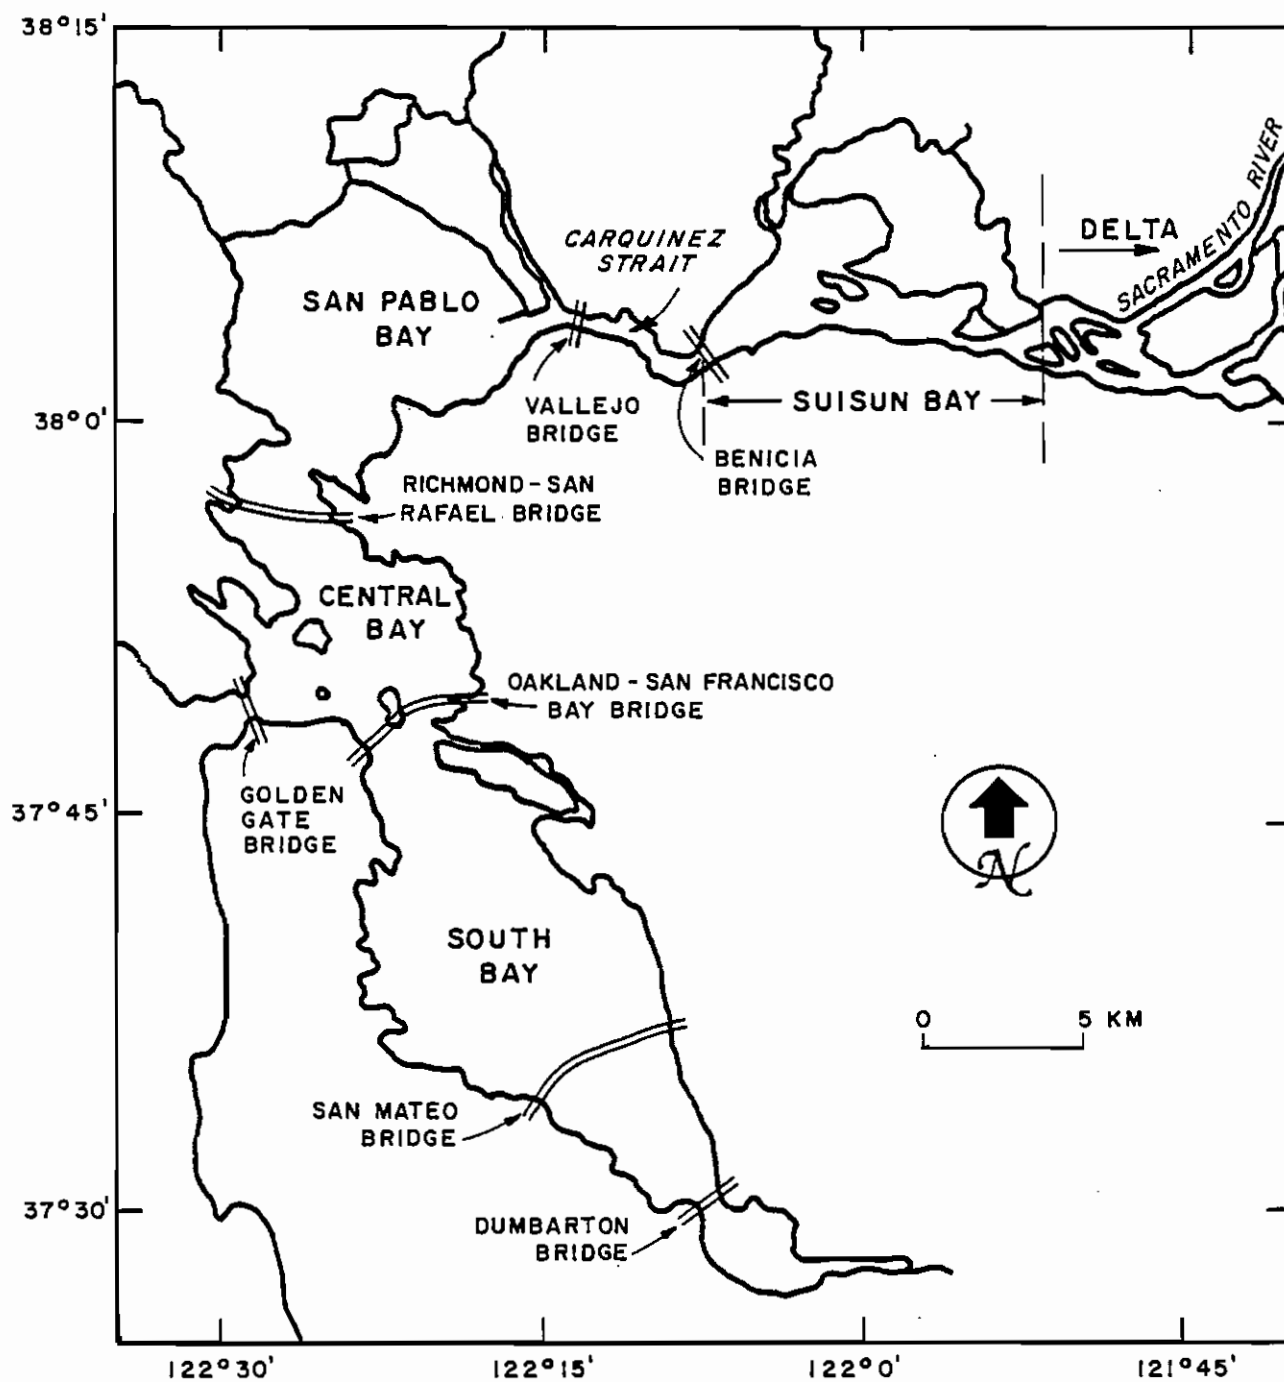 38°15'
SACRAMENTO RIVER
DELTA
CARQUINEZ
STRAIT
SAN PABLO
BAY
38°0'
VALLEJO
BRIDGE
SUISUN BAY
BENICIA
BRIDGE
RICHMOND-SAN
RAFAEL BRIDGE
CENTRAL
BAY
OAKLAND - SAN FRANCISCO
BAY BRIDGE
37°45'
GOLDEN
GATE
BRIDGE
N
SOUTH
BAY
0 5 KM
SAN MATEO
BRIDGE
37°30'
DUMBARTON
BRIDGE
122°30' 122°15' 122°0' 121°45'